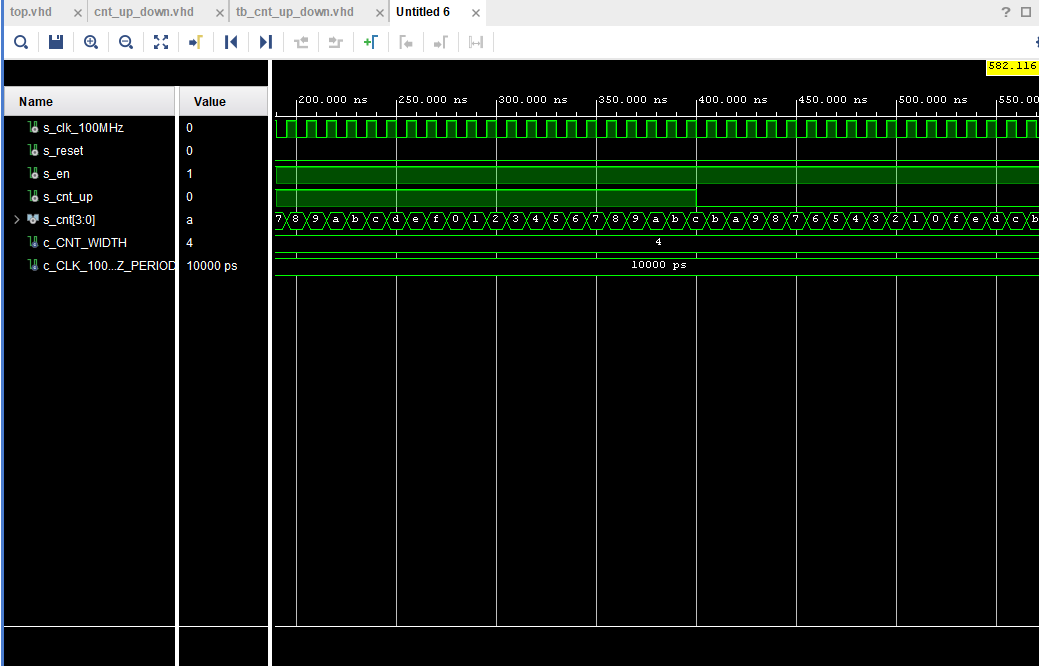 top.vhd cnt_up_down.vhd tb_cnt_up_down.vhd Untitled 6
582.116
Name Value
200.000 ns 250.000 ns 300.000 ns 350.000 ns 400.000 ns 450.000 ns 500.000 ns 550.00
s_clk_100MHz 0
s_reset 0
s_en 1
s_cnt_up 0
s_cnt[3:0] a 7 8 9 a b c d e f 0 1 2 3 4 5 6 7 8 9 a b c b a 9 8 7 6 5 4 3 2 1 0 f e d c b
c_CNT_WIDTH 4 4
c_CLK_100...Z_PERIOD 10000 ps 10000 ps